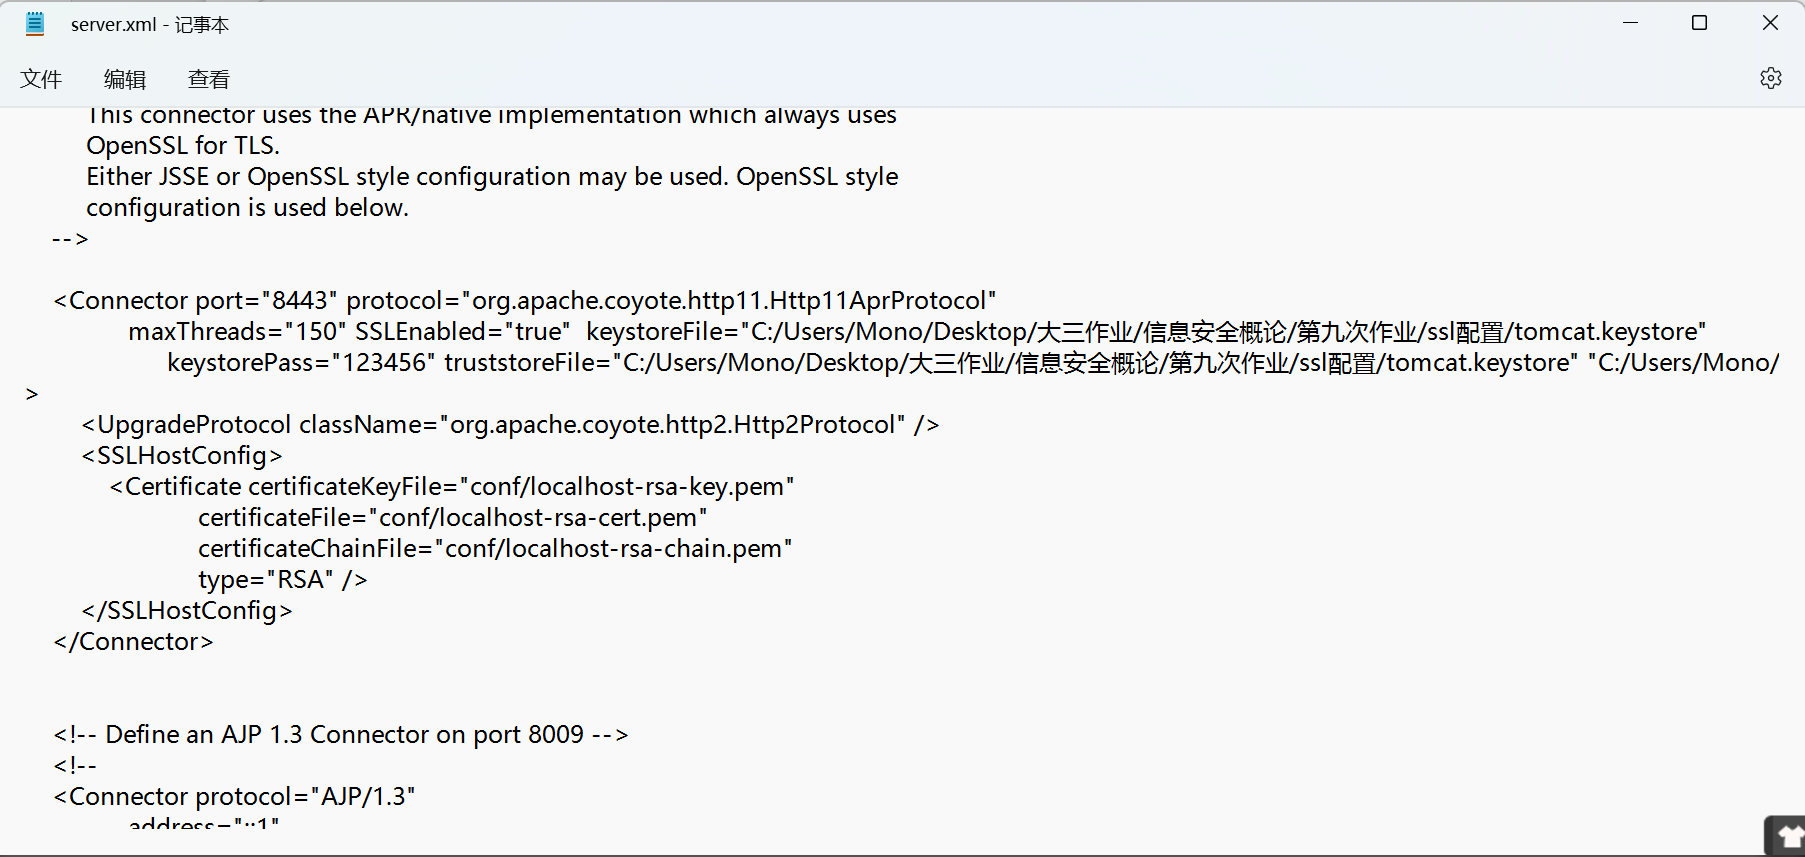 server.xml - 记事本
文件 编辑 查看
This connector uses the APR/native implementation which always uses
OpenSSL for TLS.
Either JSSE or OpenSSL style configuration may be used. OpenSSL style
configuration is used below.
-->
<Connector port="8443" protocol="org.apache.coyote.http11.Http11AprProtocol"
maxThreads="150" SSLEnabled="true"  keystoreFile="C:/Users/Mono/Desktop/大三作业/信息安全概论/第九次作业/ssl配置/tomcat.keystore"
keystorePass="123456" truststoreFile="C:/Users/Mono/Desktop/大三作业/信息安全概论/第九次作业/ssl配置/tomcat.keystore" "C:/Users/Mono/
>
<UpgradeProtocol className="org.apache.coyote.http2.Http2Protocol" />
<SSLHostConfig>
<Certificate certificateKeyFile="conf/localhost-rsa-key.pem"
certificateFile="conf/localhost-rsa-cert.pem"
certificateChainFile="conf/localhost-rsa-chain.pem"
type="RSA" />
</SSLHostConfig>
</Connector>
<!-- Define an AJP 1.3 Connector on port 8009 -->
<!--
<Connector protocol="AJP/1.3"
address="::1"